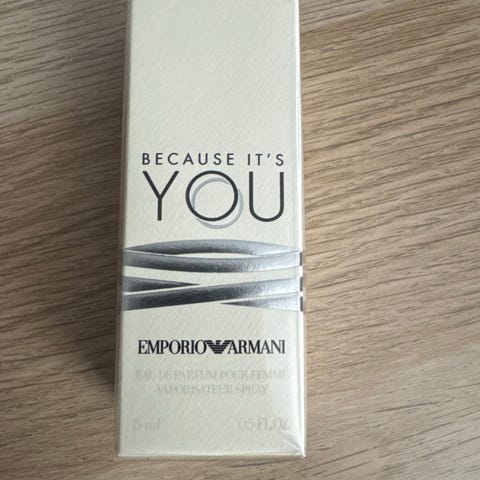 BECAUSE IT'S
YOU
EMPORIO ARMANI
EAU DE PARFUM POUR FEMME
VAPORISATEUR-SPRAY
15 ml 0.5 FL.OZ